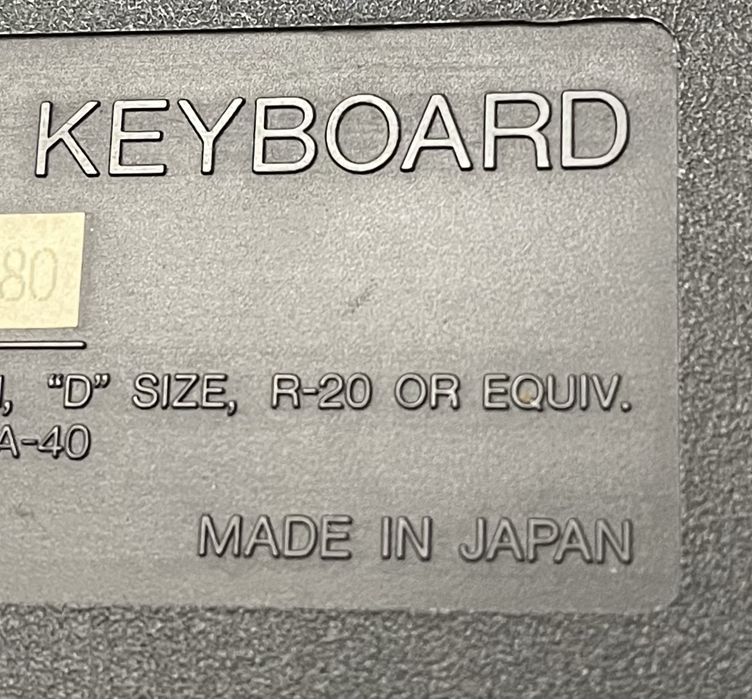 KEYBOARD
80
, "D" SIZE, R-20 OR EQUIV.
A-40
MADE IN JAPAN